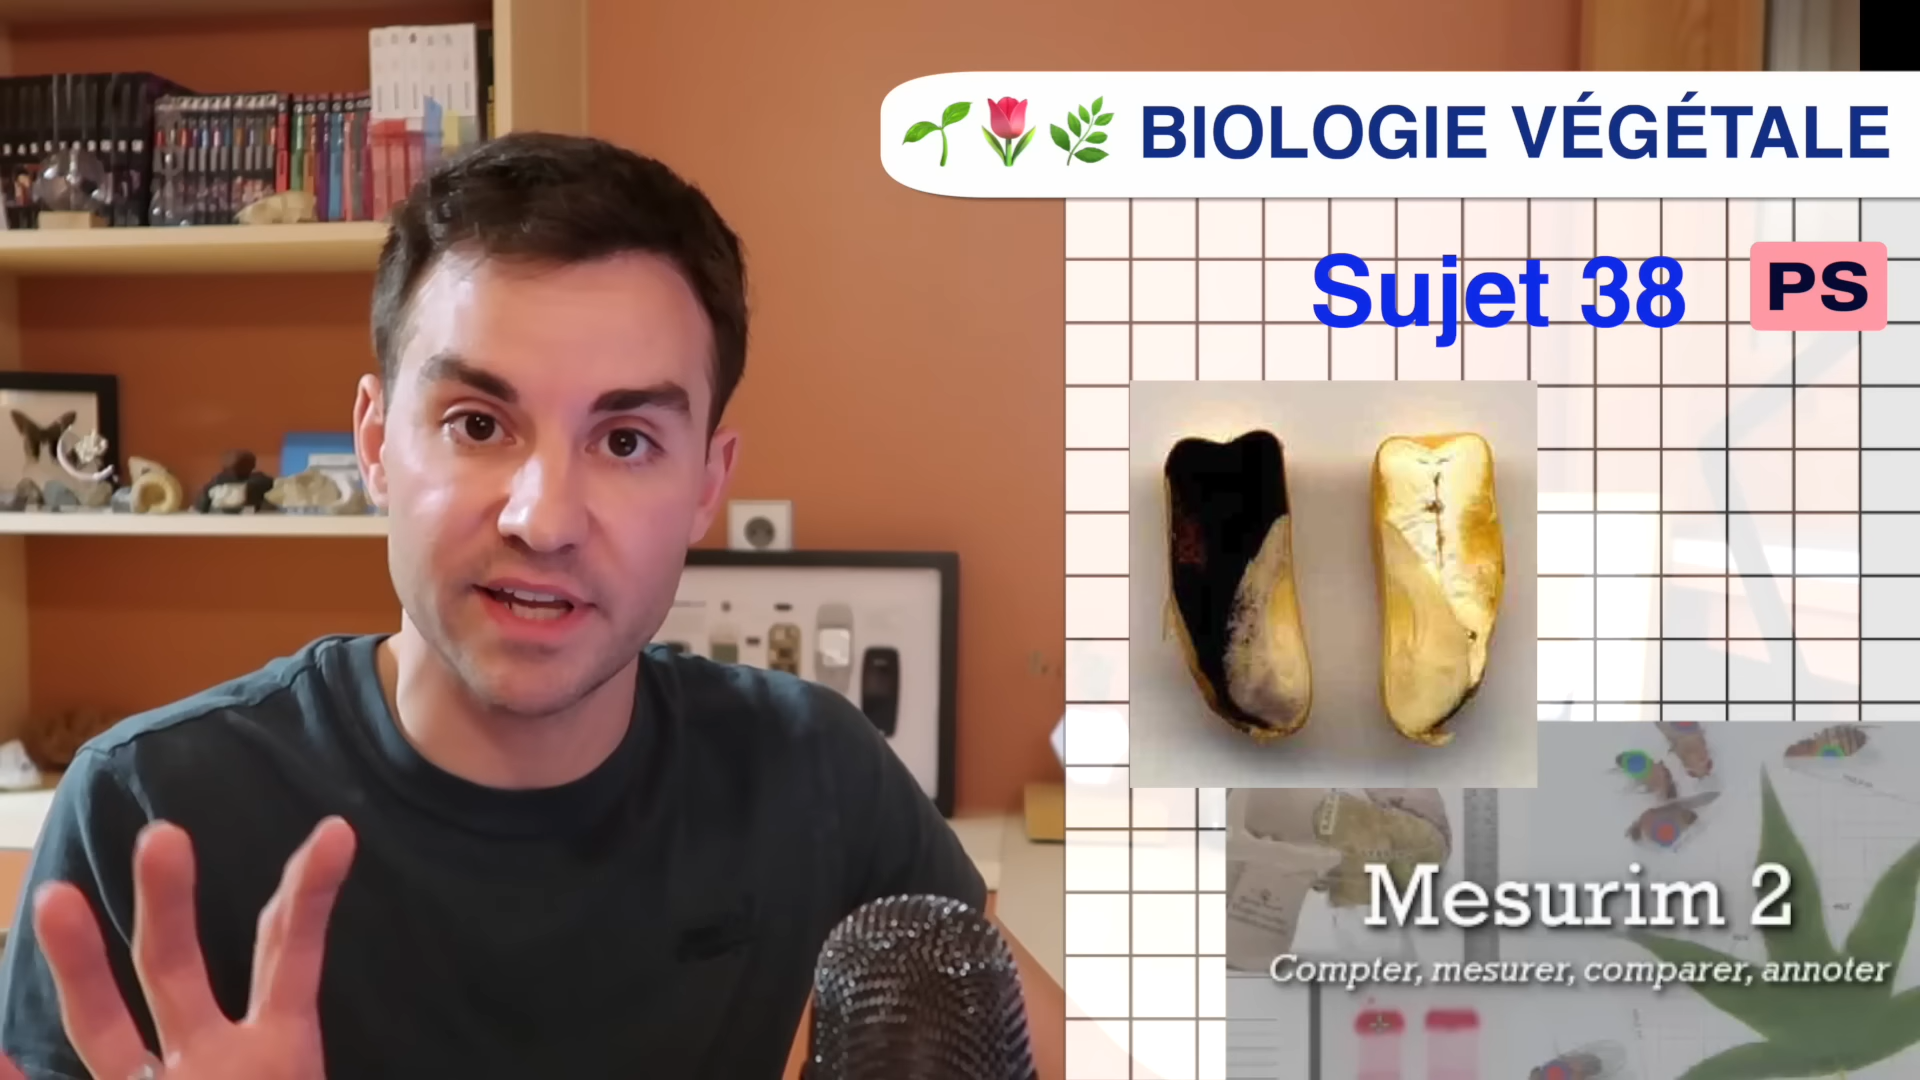 BIOLOGIE VÉGÉTALE
Sujet 38 PS
Mesurim 2
Compter, mesurer, comparer, annoter